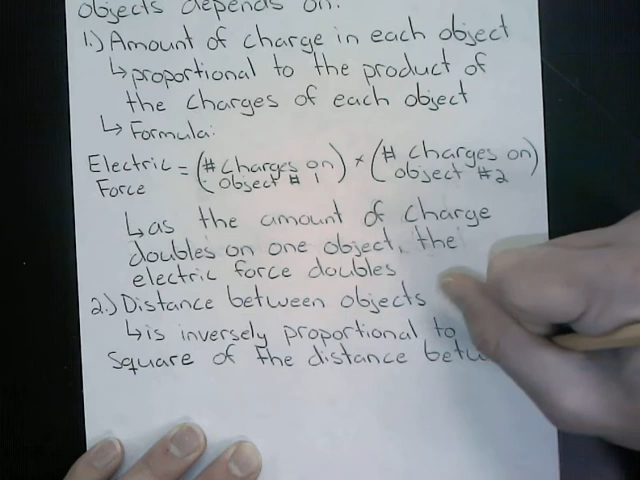 objects depends on:
1.) Amount of charge in each object
↳ proportional to the product of
the charges of each object
↳ Formula:
Electric Force = (# charges on object # 1) × (# charges on object #2)
↳ as the amount of charge
doubles on one object, the
electric force doubles
2.) Distance between objects
↳ is inversely proportional to
square of the distance betw